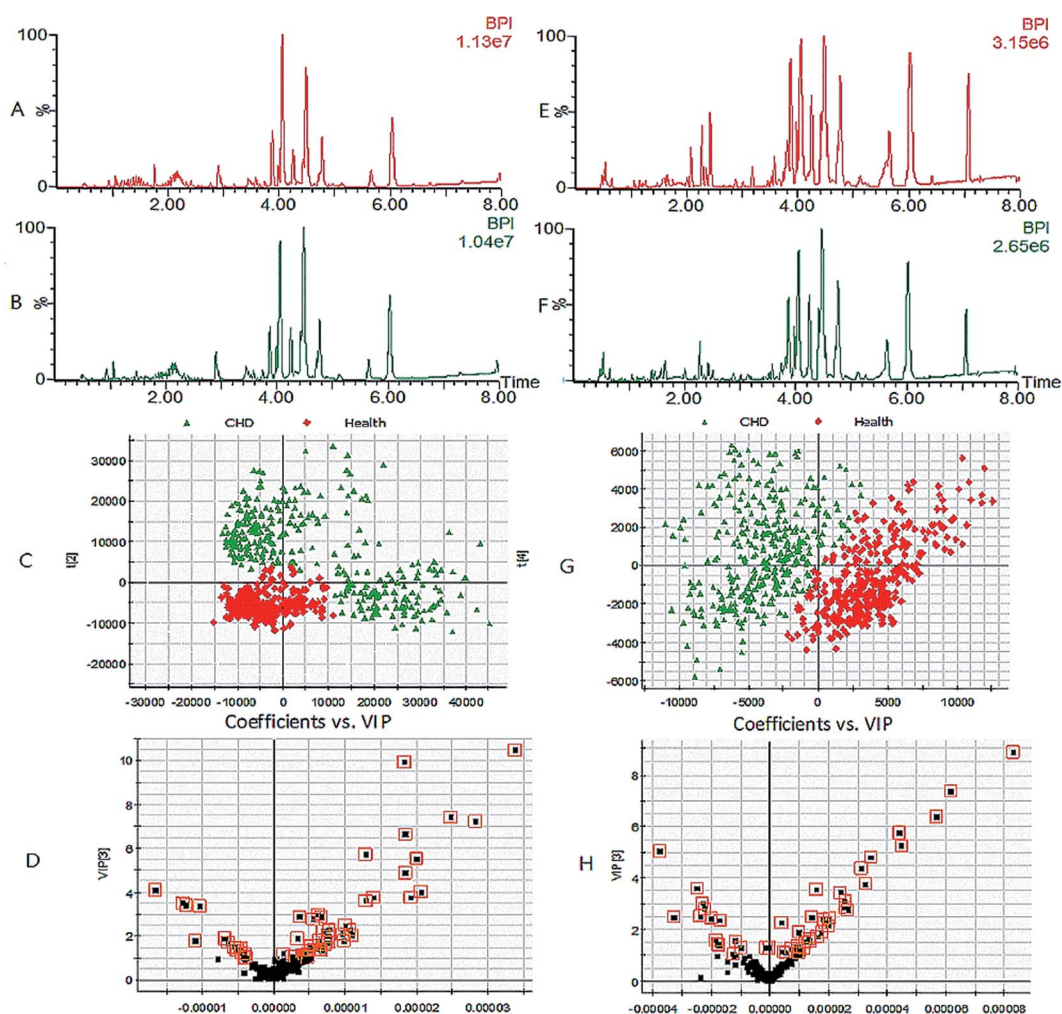 100
BPI
1.13e7
A
%
0
2.00
4.00
6.00
8.00
100
BPI
3.15e6
E
%
0
2.00
4.00
6.00
8.00
100
BPI
1.04e7
B
%
0
2.00
4.00
6.00
8.00
Time
100
BPI
2.65e6
F
%
0
2.00
4.00
6.00
8.00
Time
CHD
Health
C
t[2]
30000
20000
10000
0
-10000
-20000
-30000
-20000
-10000
0
10000
20000
30000
40000
CHD
Health
G
t[4]
6000
4000
2000
0
-2000
-4000
-6000
-10000
-5000
0
5000
10000
Coefficients vs. VIP
D
VIP[3]
10
8
6
4
2
0
-0.00001
0.00000
0.00001
0.00002
0.00003
Coefficients vs. VIP
H
VIP[3]
8
6
4
2
0
-0.00004
-0.00002
0.00000
0.00002
0.00004
0.00006
0.00008